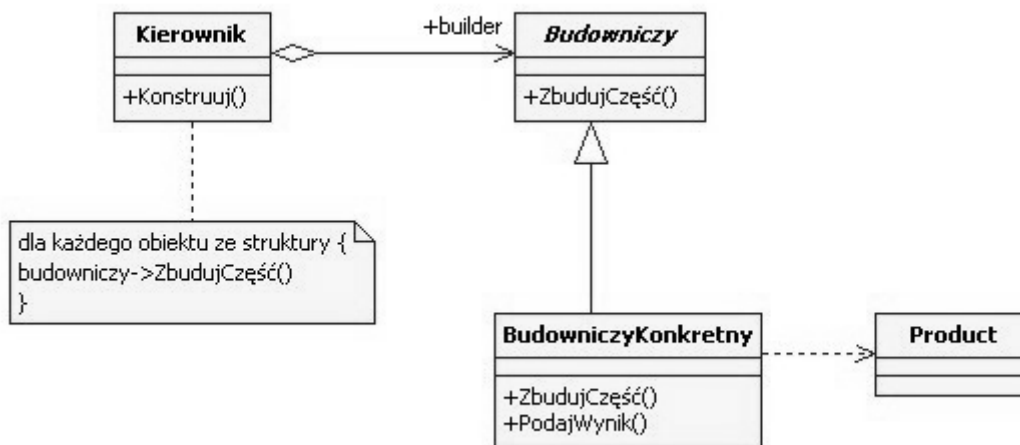 Kierownik
+Konstruuj()
+builder
Budowniczy
+ZbudujCzęść()
dla każdego obiektu ze struktury {
budowniczy->ZbudujCzęść()
}
BudowniczyKonkretny
+ZbudujCzęść()
+PodajWynik()
Product